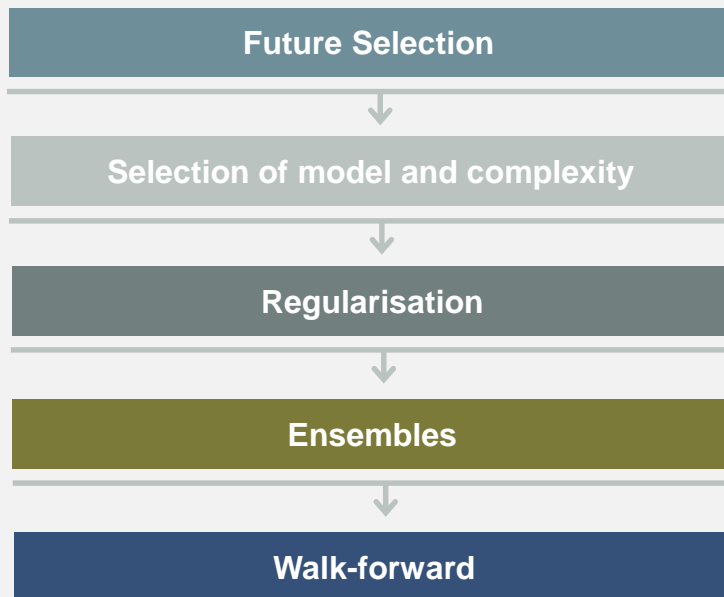 Future Selection
Selection of model and complexity
Regularisation
Ensembles
Walk-forward